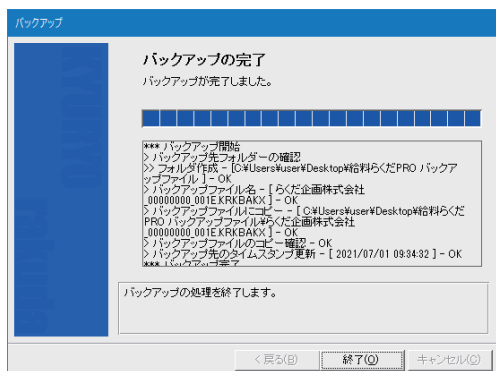 バックアップ
バックアップの完了
バックアップが完了しました。
*** バックアップ開始
> バックアップ先フォルダーの確認
>> フォルダ作成 - [C:¥Users¥user¥Desktop¥給料らくだPRO バックア
ップファイル ] - OK
> バックアップファイル名 - [ らくだ企画株式会社
_00000000_001E.KRKBAKX ] - OK
> バックアップファイルにコピー - [ C:¥Users¥user¥Desktop¥給料らくだ
PRO バックアップファイル¥らくだ企画株式会社
_00000000_001E.KRKBAKX ] - OK
> バックアップファイルのコピー確認 - OK
> バックアップ先のタイムスタンプ更新 - [ 2021/07/01 09:34:32 ] - OK
*** バックアップ完了
バックアップの処理を終了します。
< 戻る(B)
終了(O)
キャンセル(C)